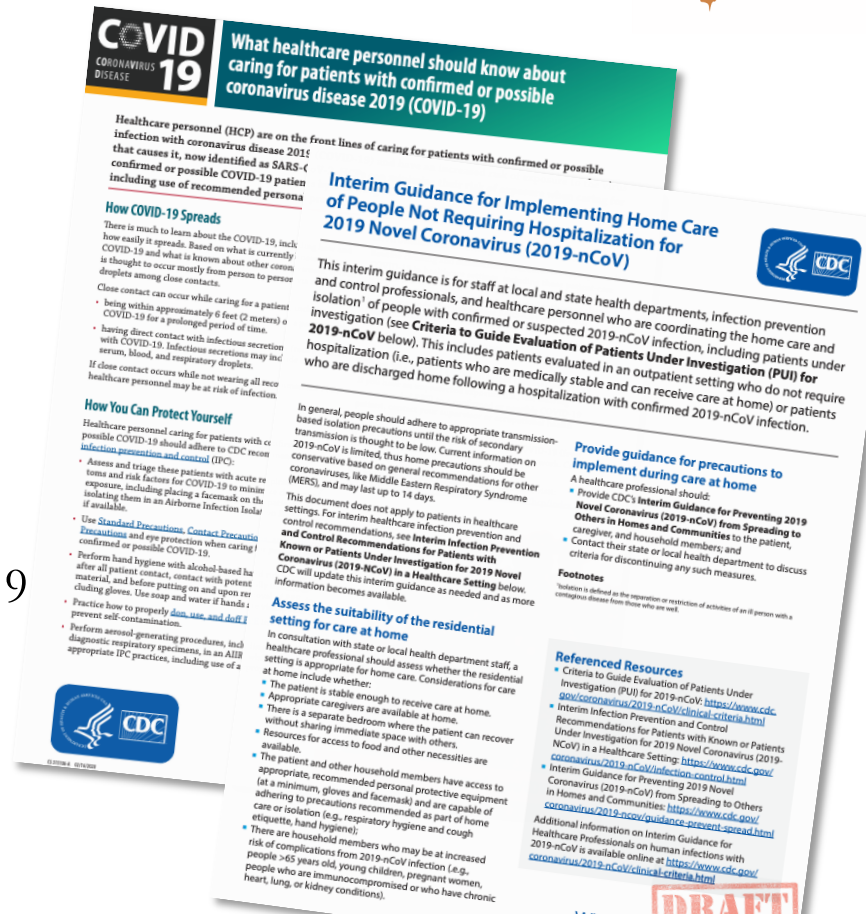 COVID
19
CORONAVIRUS
DISEASE
What healthcare personnel should know about
caring for patients with confirmed or possible
coronavirus disease 2019 (COVID-19)
Healthcare personnel (HCP) are on the front lines of caring for patients with confirmed or possible
infection with coronavirus disease 2019
that causes it, now identified as SARS-C
confirmed or possible COVID-19 patien
including use of recommended persona
How COVID-19 Spreads
There is much to learn about the COVID-19, inclu
how easily it spreads. Based on what is currently
COVID-19 and what is known about other coron
is thought to occur mostly from person to person
droplets among close contacts.
Close contact can occur while caring for a patient
• being within approximately 6 feet (2 meters) o
COVID-19 for a prolonged period of time.
• having direct contact with infectious secretion
with COVID-19. Infectious secretions may inc
serum, blood, and respiratory droplets.
If close contact occurs while not wearing all reco
healthcare personnel may be at risk of infection.
How You Can Protect Yourself
Healthcare personnel caring for patients with co
possible COVID-19 should adhere to CDC recom
infection prevention and control (IPC):
• Assess and triage these patients with acute re
toms and risk factors for COVID-19 to minim
exposure, including placing a facemask on the
isolating them in an Airborne Infection Isolat
if available.
• Use Standard Precautions, Contact Precautio
Precautions and eye protection when caring f
confirmed or possible COVID-19.
• Perform hand hygiene with alcohol-based ha
after all patient contact, contact with potent
material, and before putting on and upon re
cluding gloves. Use soap and water if hands a
• Practice how to properly don, use, and doff P
prevent self-contamination.
• Perform aerosol-generating procedures, incl
diagnostic respiratory specimens, in an AIIR
appropriate IPC practices, including use of a
CDC
9
Interim Guidance for Implementing Home Care
of People Not Requiring Hospitalization for
2019 Novel Coronavirus (2019-nCoV)
CDC
This interim guidance is for staff at local and state health departments, infection prevention
and control professionals, and healthcare personnel who are coordinating the home care and
isolation¹ of people with confirmed or suspected 2019-nCoV infection, including patients under
investigation (see Criteria to Guide Evaluation of Patients Under Investigation (PUI) for
2019-nCoV below). This includes patients evaluated in an outpatient setting who do not require
hospitalization (i.e., patients who are medically stable and can receive care at home) or patients
who are discharged home following a hospitalization with confirmed 2019-nCoV infection.
In general, people should adhere to appropriate transmission-
based isolation precautions until the risk of secondary
transmission is thought to be low. Current information on
2019-nCoV is limited, thus home precautions should be
conservative based on general recommendations for other
coronaviruses, like Middle Eastern Respiratory Syndrome
(MERS), and may last up to 14 days.
This document does not apply to patients in healthcare
settings. For interim healthcare infection prevention and
control recommendations, see Interim Infection Prevention
and Control Recommendations for Patients with
Known or Patients Under Investigation for 2019 Novel
Coronavirus (2019-NCoV) in a Healthcare Setting below.
CDC will update this interim guidance as needed and as more
information becomes available.
Assess the suitability of the residential
setting for care at home
In consultation with state or local health department staff, a
healthcare professional should assess whether the residential
setting is appropriate for home care. Considerations for care
at home include whether:
• The patient is stable enough to receive care at home.
• Appropriate caregivers are available at home.
• There is a separate bedroom where the patient can recover
without sharing immediate space with others.
• Resources for access to food and other necessities are
available.
• The patient and other household members have access to
appropriate, recommended personal protective equipment
(at a minimum, gloves and facemask) and are capable of
adhering to precautions recommended as part of home
care or isolation (e.g., respiratory hygiene and cough
etiquette, hand hygiene);
• There are household members who may be at increased
risk of complications from 2019-nCoV infection (.e.g.,
people >65 years old, young children, pregnant women,
people who are immunocompromised or who have chronic
heart, lung, or kidney conditions).
Provide guidance for precautions to
implement during care at home
A healthcare professional should:
• Provide CDC's Interim Guidance for Preventing 2019
Novel Coronavirus (2019-nCoV) from Spreading to
Others in Homes and Communities to the patient,
caregiver, and household members; and
• Contact their state or local health department to discuss
criteria for discontinuing any such measures.
Footnotes
¹Isolation is defined as the separation or restriction of activities of an ill person with a
contagious disease from those who are well.
Referenced Resources
• Criteria to Guide Evaluation of Patients Under
Investigation (PUI) for 2019-nCoV: https://www.cdc.
gov/coronavirus/2019-nCoV/clinical-criteria.html
• Interim Infection Prevention and Control
Recommendations for Patients with Known or Patients
Under Investigation for 2019 Novel Coronavirus (2019-
NCoV) in a Healthcare Setting: https://www.cdc.gov/
coronavirus/2019-nCoV/infection-control.html
• Interim Guidance for Preventing 2019 Novel
Coronavirus (2019-nCoV) from Spreading to Others
in Homes and Communities: https://www.cdc.gov/
coronavirus/2019-ncov/guidance-prevent-spread.html
Additional information on Interim Guidance for
Healthcare Professionals on human infections with
2019-nCoV is available online at https://www.cdc.gov/
coronavirus/2019-nCoV/clinical-criteria.html
DRAFT